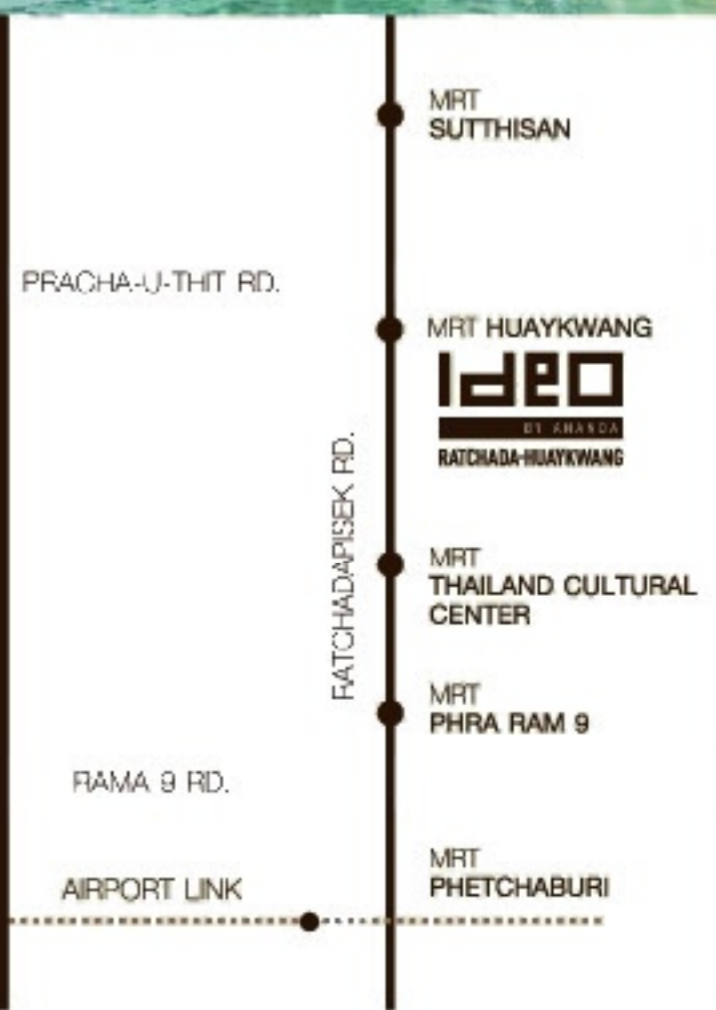 MRT
SUTTHISAN
PRACHA-U-THIT RD.
MRT HUAYKWANG
ideo
BY ANANDA
RATCHADA-HUAYKWANG
RATCHADAPISEK RD.
MRT
THAILAND CULTURAL
CENTER
MRT
PHRA RAM 9
RAMA 9 RD.
MRT
PHETCHABURI
AIRPORT LINK